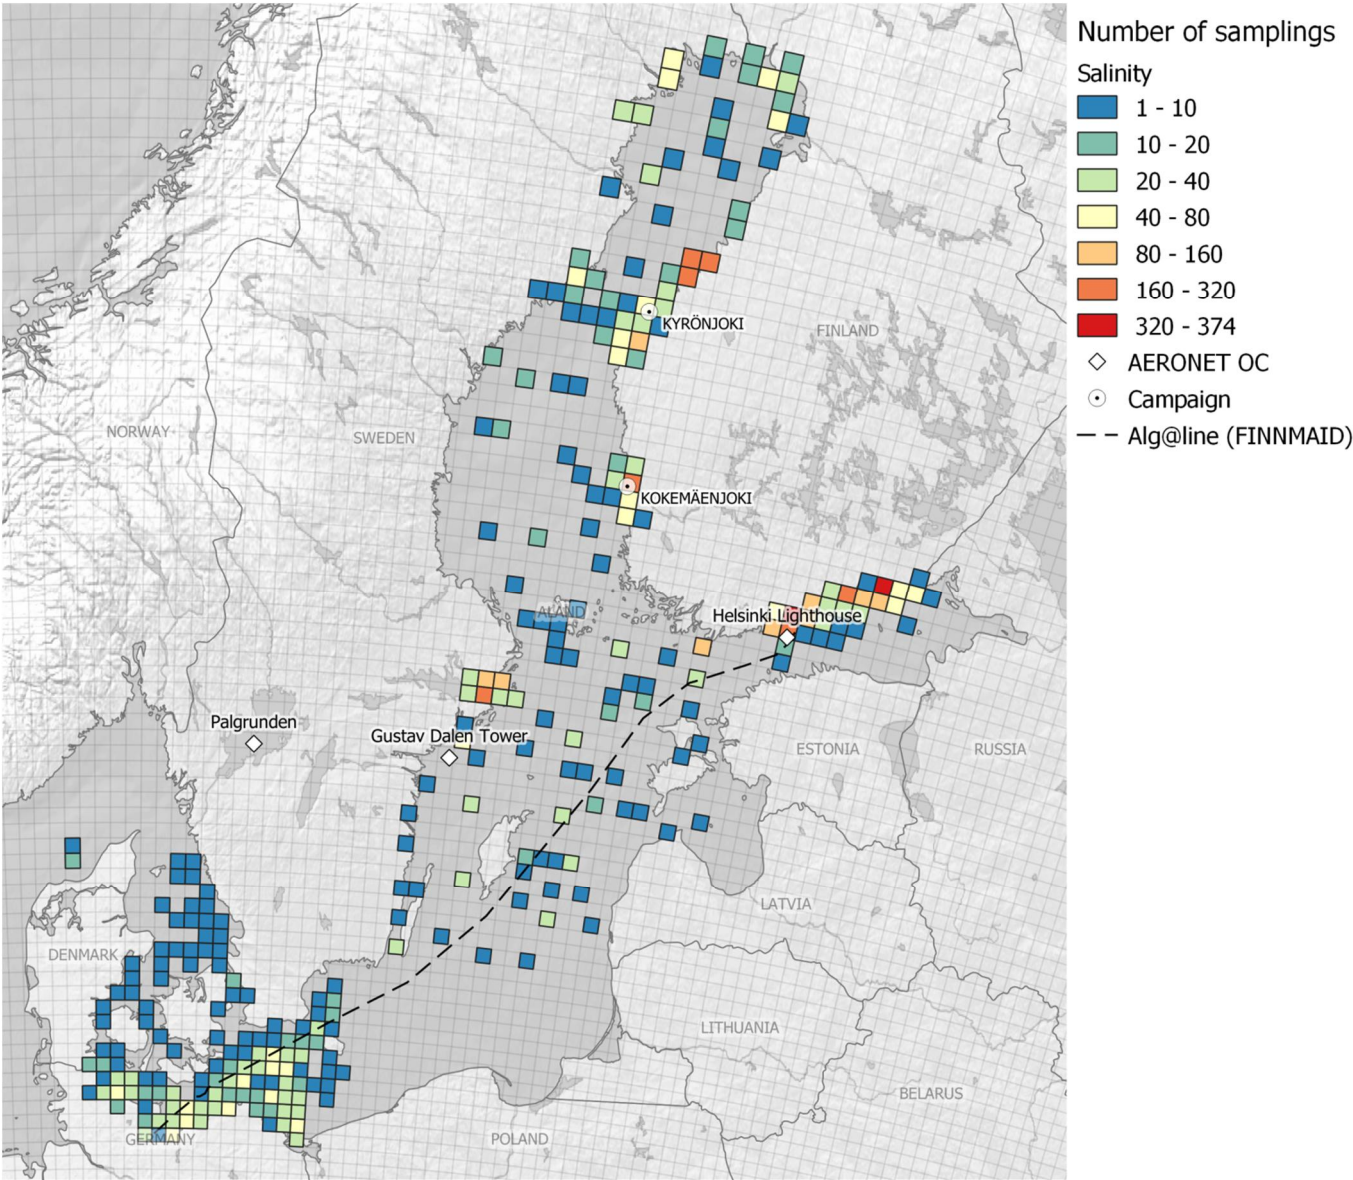 Number of samplings
Salinity
1 - 10
10 - 20
20 - 40
40 - 80
80 - 160
160 - 320
320 - 374
AERONET OC
Campaign
Alg@line (FINNMAID)
KYRÖNJOKI
FINLAND
NORWAY
SWEDEN
KOKEMÄENJOKI
ALAND
Helsinki Lighthouse
Palgrunden
Gustav Dalen Tower
ESTONIA
RUSSIA
LATVIA
DENMARK
LITHUANIA
BELARUS
GERMANY
POLAND